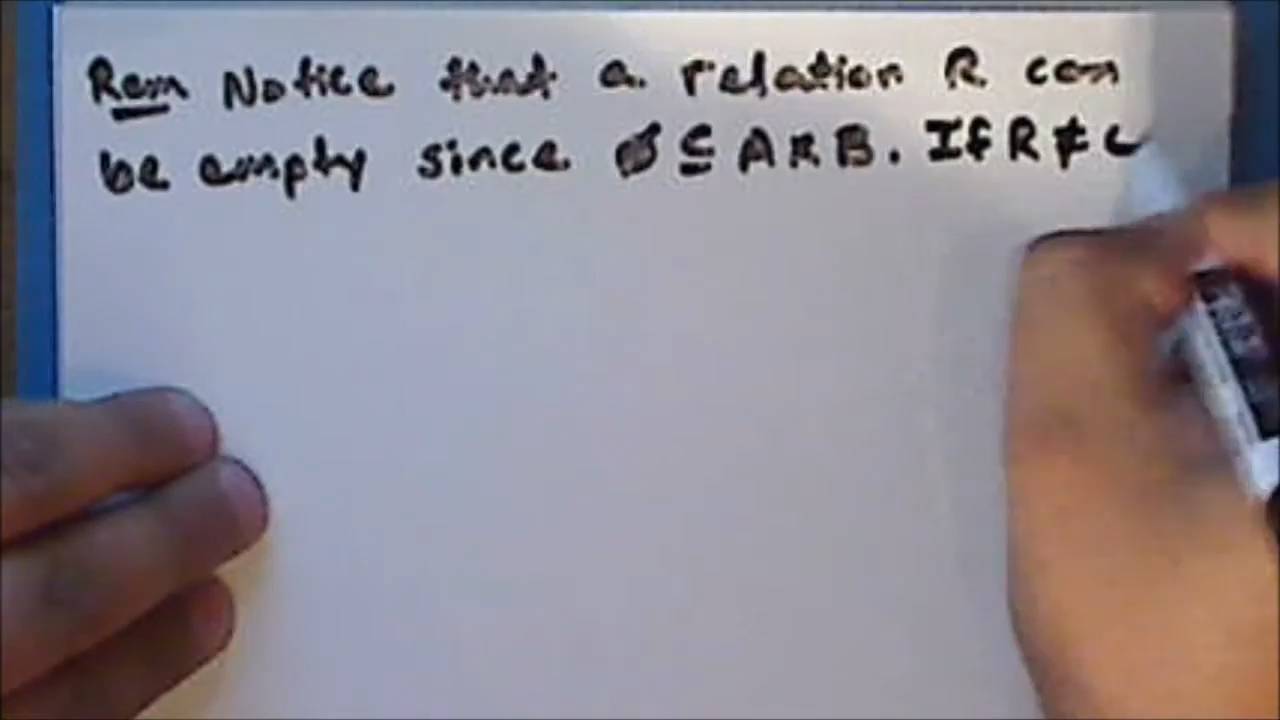 Rem Notice that a relation R can
be empty since ∅ ⊆ A x B. If R ≠